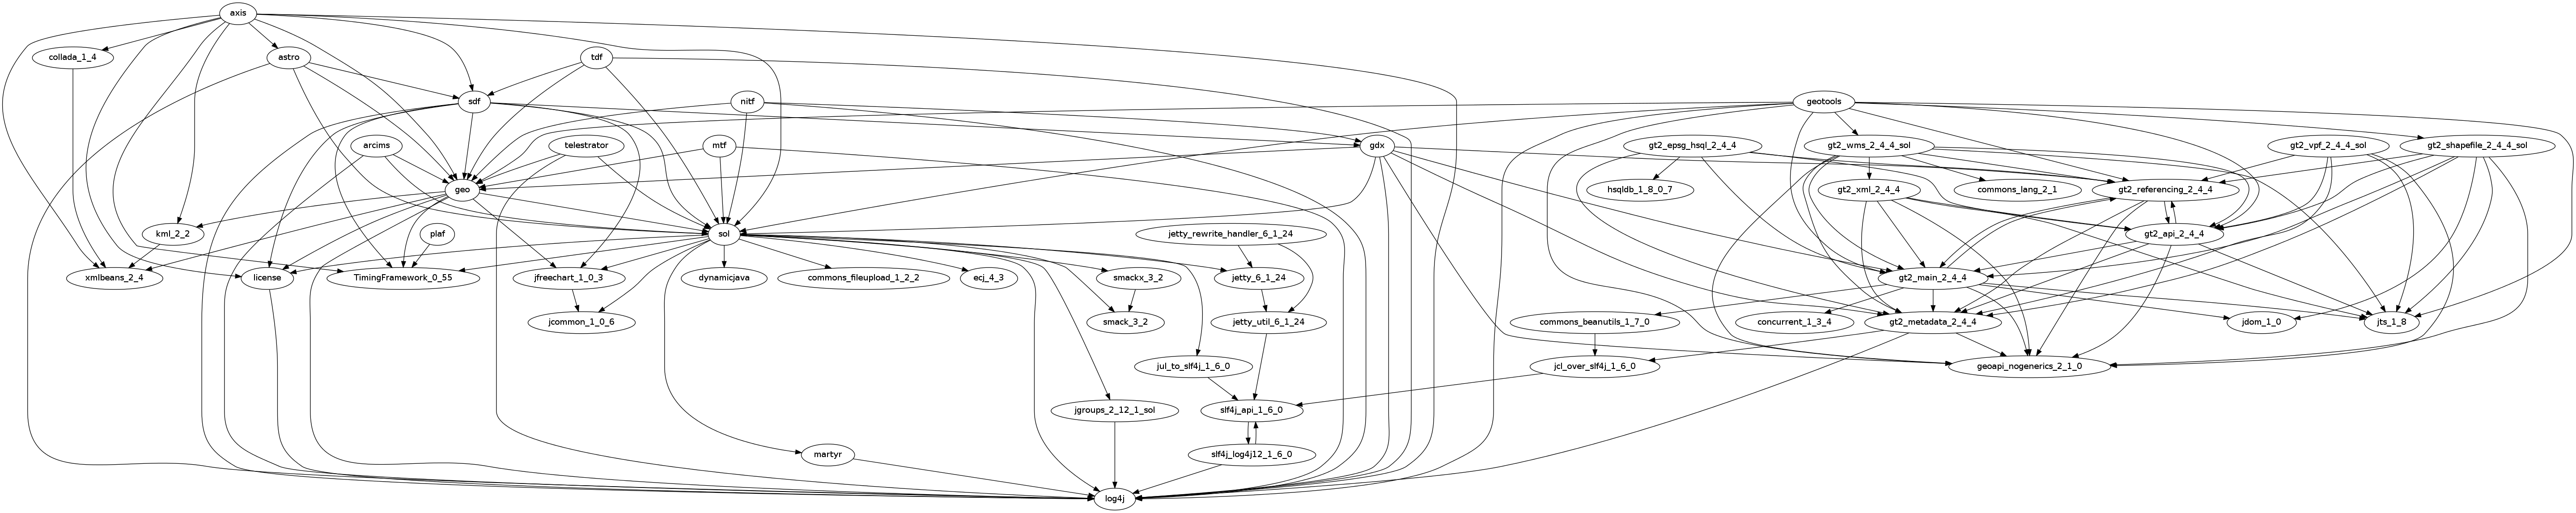 axis
collada_1_4
astro
tdf
sdf
nitf
geotools
arcims
telestrator
mtf
gdx
gt2_epsg_hsql_2_4_4
gt2_wms_2_4_4_sol
gt2_vpf_2_4_4_sol
gt2_shapefile_2_4_4_sol
geo
hsqldb_1_8_0_7
gt2_xml_2_4_4
commons_lang_2_1
gt2_referencing_2_4_4
kml_2_2
plaf
sol
jetty_rewrite_handler_6_1_24
gt2_api_2_4_4
xmlbeans_2_4
license
TimingFramework_0_55
jfreechart_1_0_3
dynamicjava
commons_fileupload_1_2_2
ecj_4_3
smackx_3_2
jetty_6_1_24
gt2_main_2_4_4
jcommon_1_0_6
smack_3_2
jetty_util_6_1_24
commons_beanutils_1_7_0
concurrent_1_3_4
gt2_metadata_2_4_4
jdom_1_0
jts_1_8
jul_to_slf4j_1_6_0
jcl_over_slf4j_1_6_0
geoapi_nogenerics_2_1_0
jgroups_2_12_1_sol
slf4j_api_1_6_0
martyr
slf4j_log4j12_1_6_0
log4j